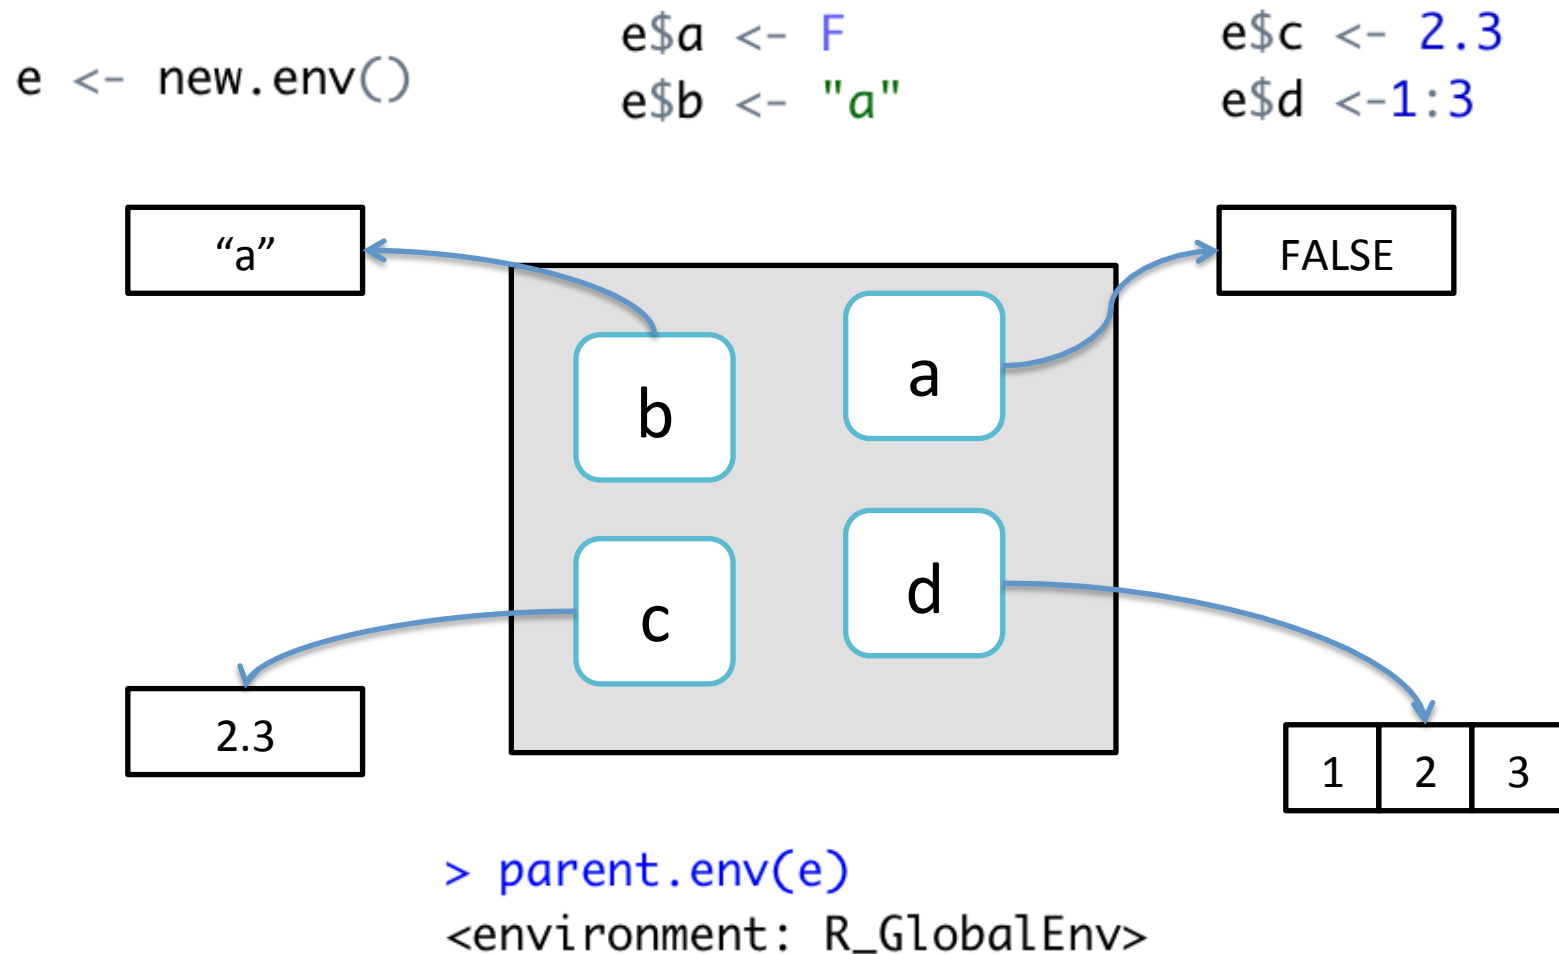 e <- new.env()
e$a <- F
e$b <- "a"
e$c <- 2.3
e$d <-1:3
“a”
FALSE
b
a
c
d
2.3
1 2 3
> parent.env(e)
<environment: R_GlobalEnv>